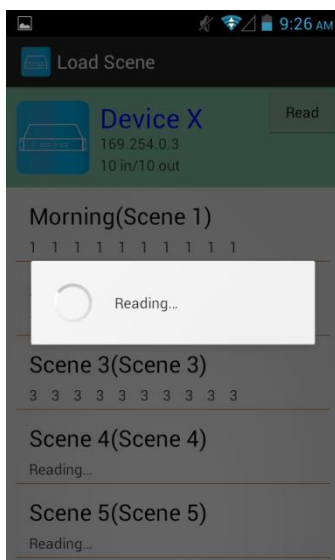 9:26 AM
Load Scene
Device X
Read
169.254.0.3
10 in/10 out
Morning(Scene 1)
1 1 1 1 1 1 1 1 1 1
Reading...
Scene 3(Scene 3)
3 3 3 3 3 3 3 3 3 3
Scene 4(Scene 4)
Reading...
Scene 5(Scene 5)
Reading...